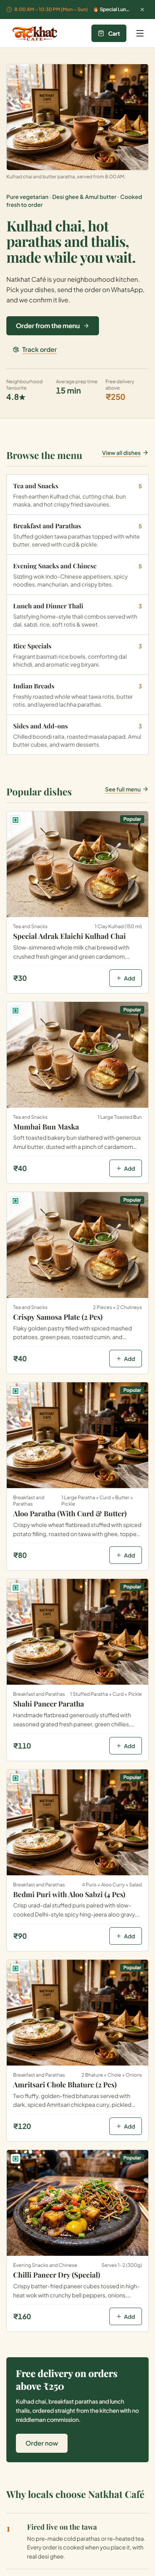 8:00 AM – 10:30 PM (Mon – Sun)
Special Lun...
Natkhat
CAFE
Cart
Kulhad chai and butter paratha, served from 8:00 AM.
Pure vegetarian · Desi ghee & Amul butter · Cooked
fresh to order
Kulhad chai, hot
parathas and thalis,
made while you wait.
Natkhat Café is your neighbourhood kitchen.
Pick your dishes, send the order on WhatsApp,
and we confirm it live.
Order from the menu →
Track order
Neighbourhood
favourite
4.8★
Average prep time
15 min
Free delivery
above
₹250
Browse the menu
View all dishes →
Tea and Snacks
5
Fresh earthen Kulhad chai, cutting chai, bun
maska, and hot crispy fried savouries.
Breakfast and Parathas
5
Stuffed golden tawa parathas topped with white
butter, served with curd & pickle.
Evening Snacks and Chinese
5
Sizzling wok Indo-Chinese appetisers, spicy
noodles, manchurian, and crispy bites.
Lunch and Dinner Thali
3
Satisfying home-style thali combos served with
dal, sabzi, rice, soft rotis & sweet.
Rice Specials
3
Fragrant basmati rice bowls, comforting dal
khichdi, and aromatic veg biryani.
Indian Breads
3
Freshly roasted whole wheat tawa rotis, butter
rotis, and layered lachha parathas.
Sides and Add-ons
3
Chilled boondi raita, roasted masala papad, Amul
butter cubes, and warm desserts.
Popular dishes
See full menu →
Popular
Tea and Snacks
1 Clay Kulhad (150 ml)
Special Adrak Elaichi Kulhad Chai
Slow-simmered whole milk chai brewed with
crushed fresh ginger and green cardamom,...
₹30
+ Add
Popular
Tea and Snacks
1 Large Toasted Bun
Mumbai Bun Maska
Soft toasted bakery bun slathered with generous
Amul butter, dusted with a pinch of cardamom...
₹40
+ Add
Popular
Tea and Snacks
2 Pieces + 2 Chutneys
Crispy Samosa Plate (2 Pcs)
Flaky golden pastry filled with spiced mashed
potatoes, green peas, roasted cumin, and...
₹40
+ Add
Popular
Breakfast and
Parathas
1 Large Paratha + Curd + Butter +
Pickle
Aloo Paratha (With Curd & Butter)
Crispy whole wheat flatbread stuffed with spiced
potato filling, roasted on tawa with ghee, toppe...
₹80
+ Add
Popular
Breakfast and Parathas
1 Stuffed Paratha + Curd + Pickle
Shahi Paneer Paratha
Handmade flatbread generously stuffed with
seasoned grated fresh paneer, green chillies,...
₹110
+ Add
Popular
Breakfast and Parathas
4 Puris + Aloo Curry + Salad
Bedmi Puri with Aloo Sabzi (4 Pcs)
Crisp urad-dal stuffed puris paired with slow-
cooked Delhi-style spicy hing-jeera aloo gravy,...
₹90
+ Add
Popular
Breakfast and Parathas
2 Bhature + Chole + Onions
Amritsari Chole Bhature (2 Pcs)
Two fluffy, golden-fried bhaturas served with
dark, spiced Amritsari chickpea curry, pickled...
₹120
+ Add
Popular
Evening Snacks and Chinese
Serves 1-2 (300g)
Chilli Paneer Dry (Special)
Crispy batter-fried paneer cubes tossed in high-
heat wok with crunchy bell peppers, onions,...
₹160
+ Add
Free delivery on orders
above ₹250
Kulhad chai, breakfast parathas and lunch
thalis, ordered straight from the kitchen with no
middleman commission.
Order now
Why locals choose Natkhat Café
1
Fired live on the tawa
No pre-made cold parathas or re-heated tea.
Every order is cooked when you place it, with
real desi ghee.